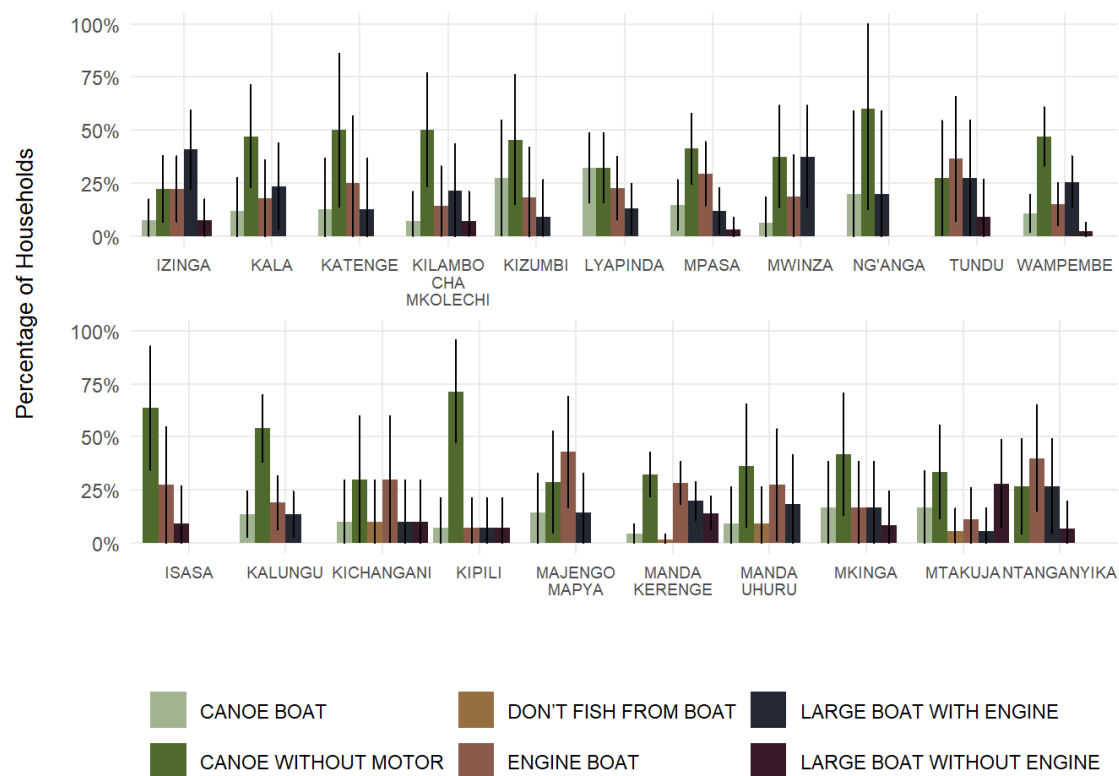 Percentage of Households
100%
75%
50%
25%
0%
IZINGA KALA KATENGE KILAMBO CHA MKOLECHI KIZUMBI LYAPINDA MPASA MWINZA NG'ANGA TUNDU WAMPEMBE
100%
75%
50%
25%
0%
ISASA KALUNGU KICHANGANI KIPILI MAJENGO MAPYA MANDA KERENGE MANDA UHURU MKINGA MTAKUJA NTANGANYIKA
CANOE BOAT DON’T FISH FROM BOAT LARGE BOAT WITH ENGINE
CANOE WITHOUT MOTOR ENGINE BOAT LARGE BOAT WITHOUT ENGINE